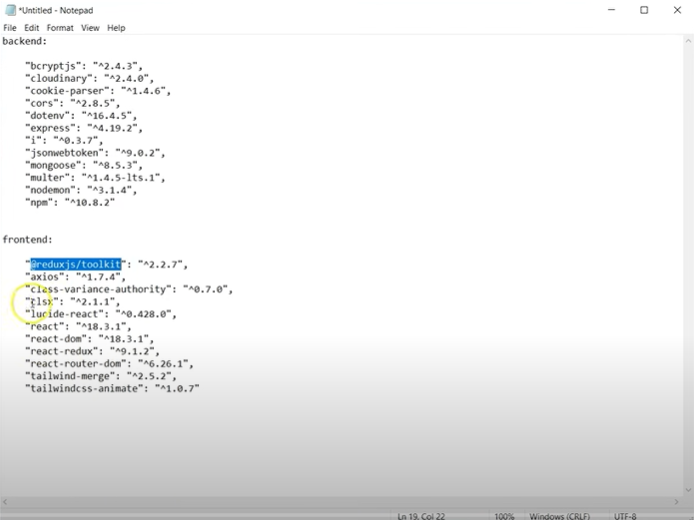 *Untitled - Notepad
File Edit Format View Help
backend:
"bcryptjs": "^2.4.3",
"cloudinary": "^2.4.0",
"cookie-parser": "^1.4.6",
"cors": "^2.8.5",
"dotenv": "^16.4.5",
"express": "^4.19.2",
"i": "^0.3.7",
"jsonwebtoken": "^9.0.2",
"mongoose": "^8.5.3",
"multer": "^1.4.5-lts.1",
"nodemon": "^3.1.4",
"npm": "^10.8.2"
frontend:
"@reduxjs/toolkit": "^2.2.7",
"axios": "^1.7.4",
"class-variance-authority": "^0.7.0",
"clsx": "^2.1.1",
"lucide-react": "^0.428.0",
"react": "^18.3.1",
"react-dom": "^18.3.1",
"react-redux": "^9.1.2",
"react-router-dom": "^6.26.1",
"tailwind-merge": "^2.5.2",
"tailwindcss-animate": "^1.0.7"
Ln 19, Col 22 100% Windows (CRLF) UTF-8